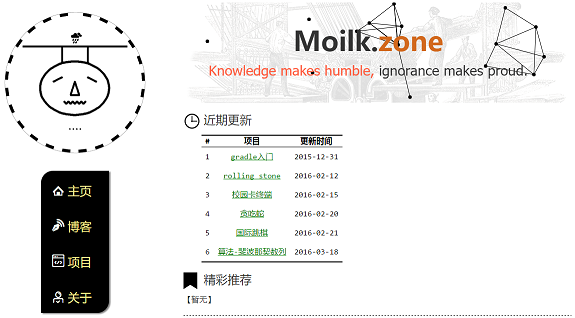 Moilk.zone
Knowledge makes humble, ignorance makes proud.
....
主页
博客
项目
关于
近期更新
# 项目 更新时间
1 gradle入门 2015-12-31
2 rolling stone 2016-02-12
3 校园卡终端 2016-02-15
4 贪吃蛇 2016-02-20
5 国际跳棋 2016-02-21
6 算法-斐波那契数列 2016-03-18
精彩推荐
【暂无】